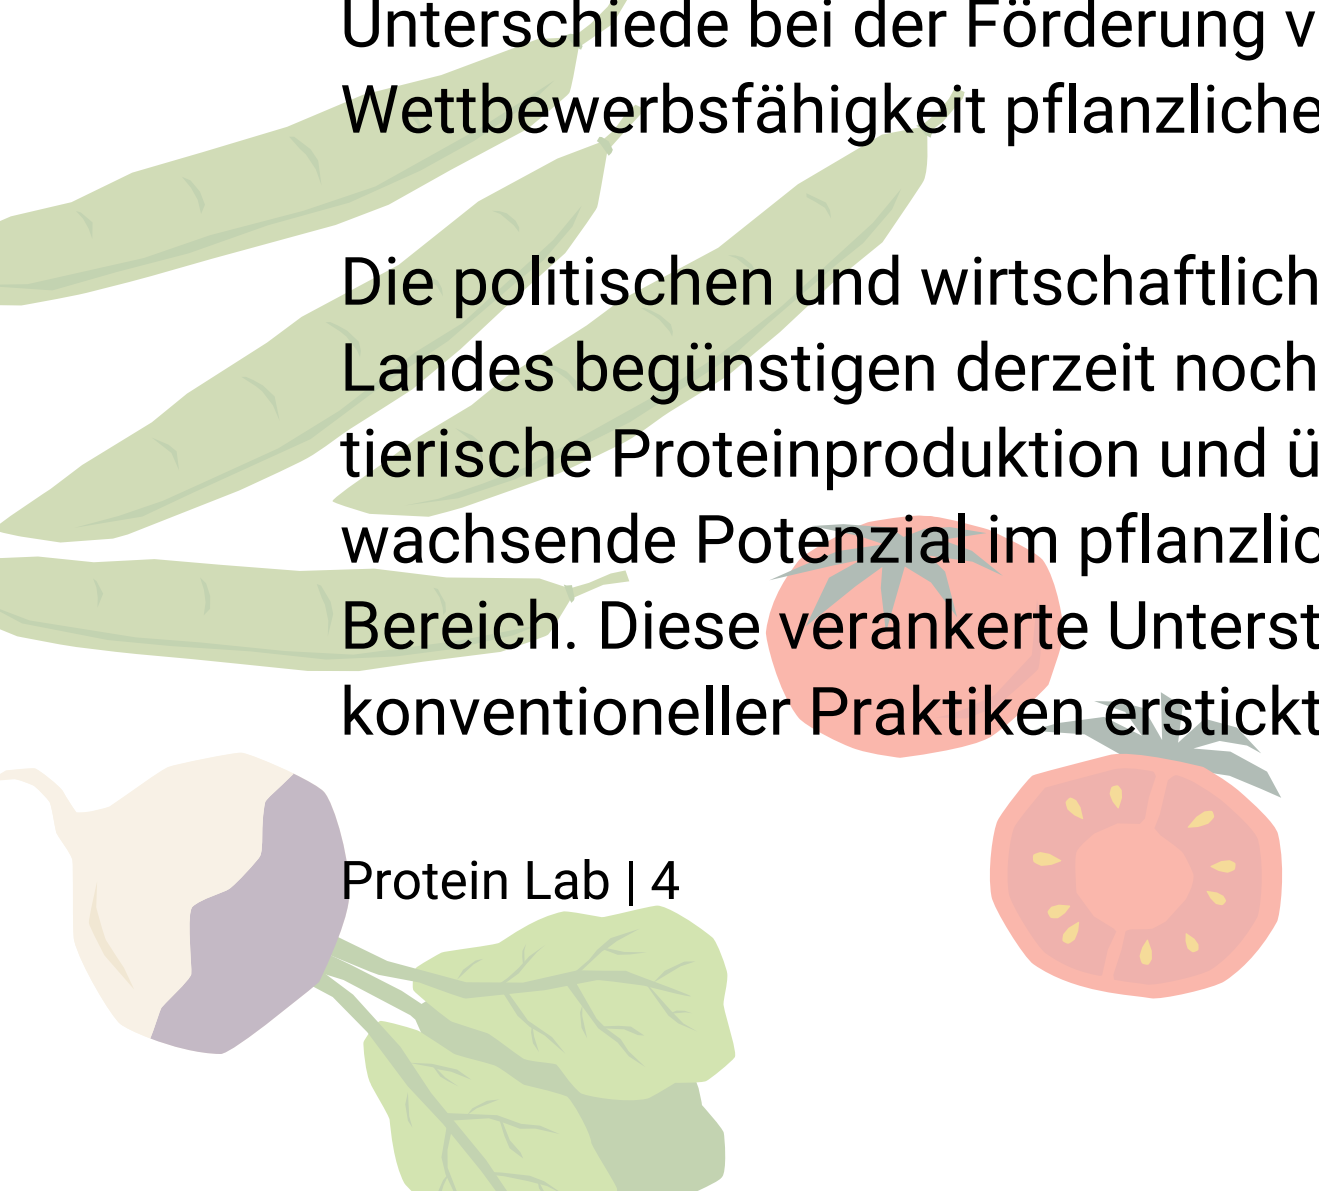 Unterschiede bei der Förderung
Wettbewerbsfähigkeit pflanzliche
Die politischen und wirtschaftlich
Landes begünstigen derzeit noch
tierische Proteinproduktion und ü
wachsende Potenzial im pflanzlic
Bereich. Diese verankerte Unterst
konventioneller Praktiken erstickt
Protein Lab | 4